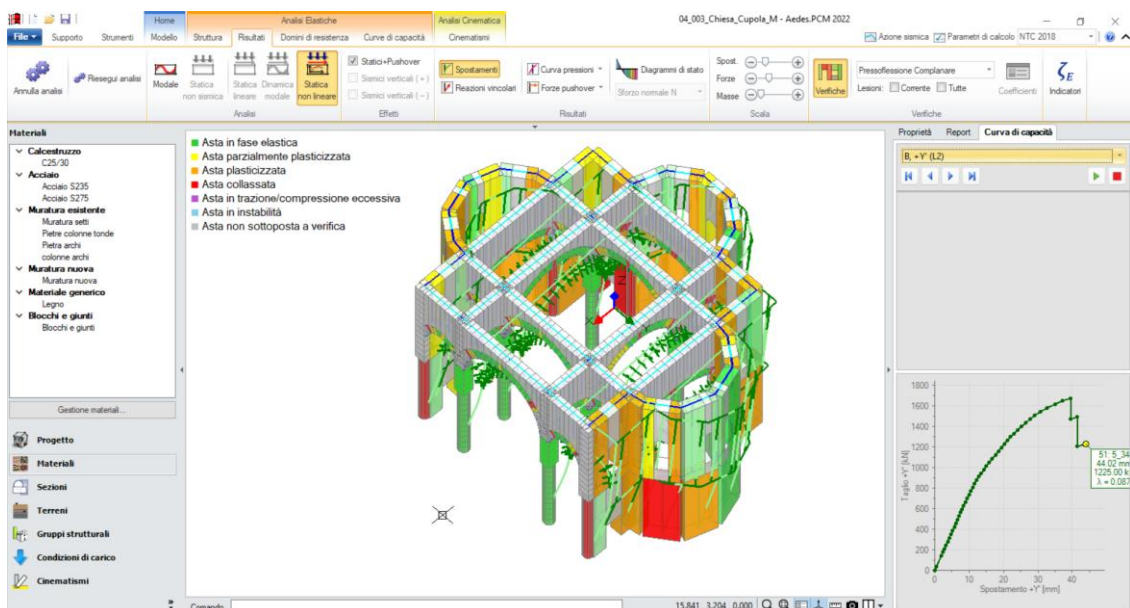 04_003_Chiesa_Cupola_M - Aedes.PCM 2022
Home
Analisi Elastiche
Analisi Cinematica
File
Supporto
Strumenti
Modello
Struttura
Risultati
Domini di resistenza
Curve di capacità
Cinematismi
Azione sismica
Parametri di calcolo
NTC 2018
Annulla analisi
Riesegui analisi
Modale
Statica non sismica
Statica lineare
Dinamica modale
Statica non lineare
Analisi
Statici+Pushover
Sismici verticali (+)
Sismici verticali (-)
Effetti
Spostamenti
Reazioni vincolari
Curva pressioni
Forze pushover
Diagrammi di stato
Sforzo normale N
Risultati
Spost.
Forze
Masse
Scala
Verifiche
Pressoflessione Complanare
Lesioni:
Corrente
Tutte
Coefficienti
Verifiche
ζE
Indicatori
Materiali
Calcestruzzo
C25/30
Acciaio
Acciaio S235
Acciaio S275
Muratura esistente
Muratura setti
Pietre colonne tonde
Pietra archi
colonne archi
Muratura nuova
Muratura nuova
Materiale generico
Legno
Blocchi e giunti
Blocchi e giunti
Gestione materiali...
Progetto
Materiali
Sezioni
Terreni
Gruppi strutturali
Condizioni di carico
Cinematismi
Asta in fase elastica
Asta parzialmente plasticizzata
Asta plasticizzata
Asta collassata
Asta in trazione/compressione eccessiva
Asta in instabilità
Asta non sottoposta a verifica
Z
X
Comando
15.841 3.204 0.000
Proprietà
Report
Curva di capacità
B, +Y' (L2)
1800
1600
1400
1200
1000
800
600
400
200
0
Taglio +Y' [kN]
51: 5_34
44.02 mm
1225.00 k
λ = 0.087
0 10 20 30 40
Spostamento +Y' [mm]